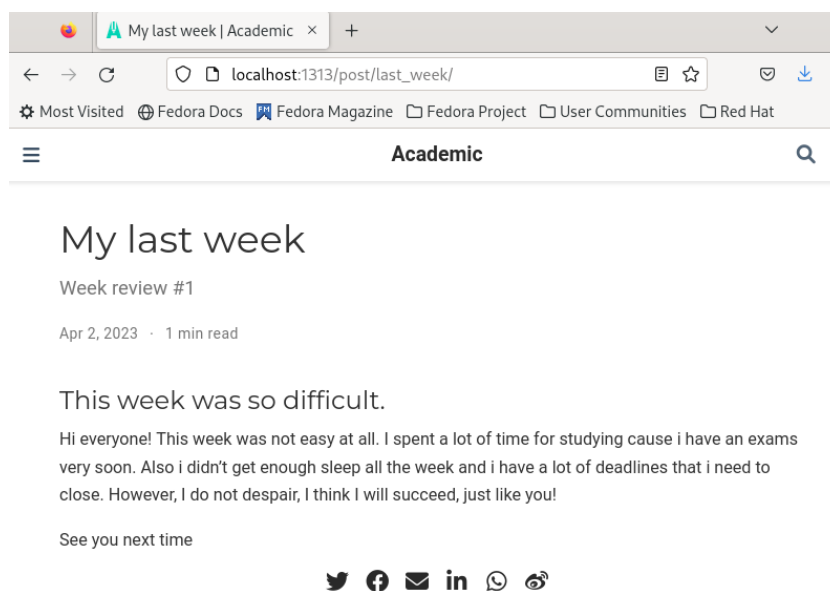 My last week | Academic
localhost:1313/post/last_week/
Most Visited Fedora Docs Fedora Magazine Fedora Project User Communities Red Hat
Academic
My last week
Week review #1
Apr 2, 2023 · 1 min read
This week was so difficult.
Hi everyone! This week was not easy at all. I spent a lot of time for studying cause i have an exams
very soon. Also i didn’t get enough sleep all the week and i have a lot of deadlines that i need to
close. However, I do not despair, I think I will succeed, just like you!
See you next time